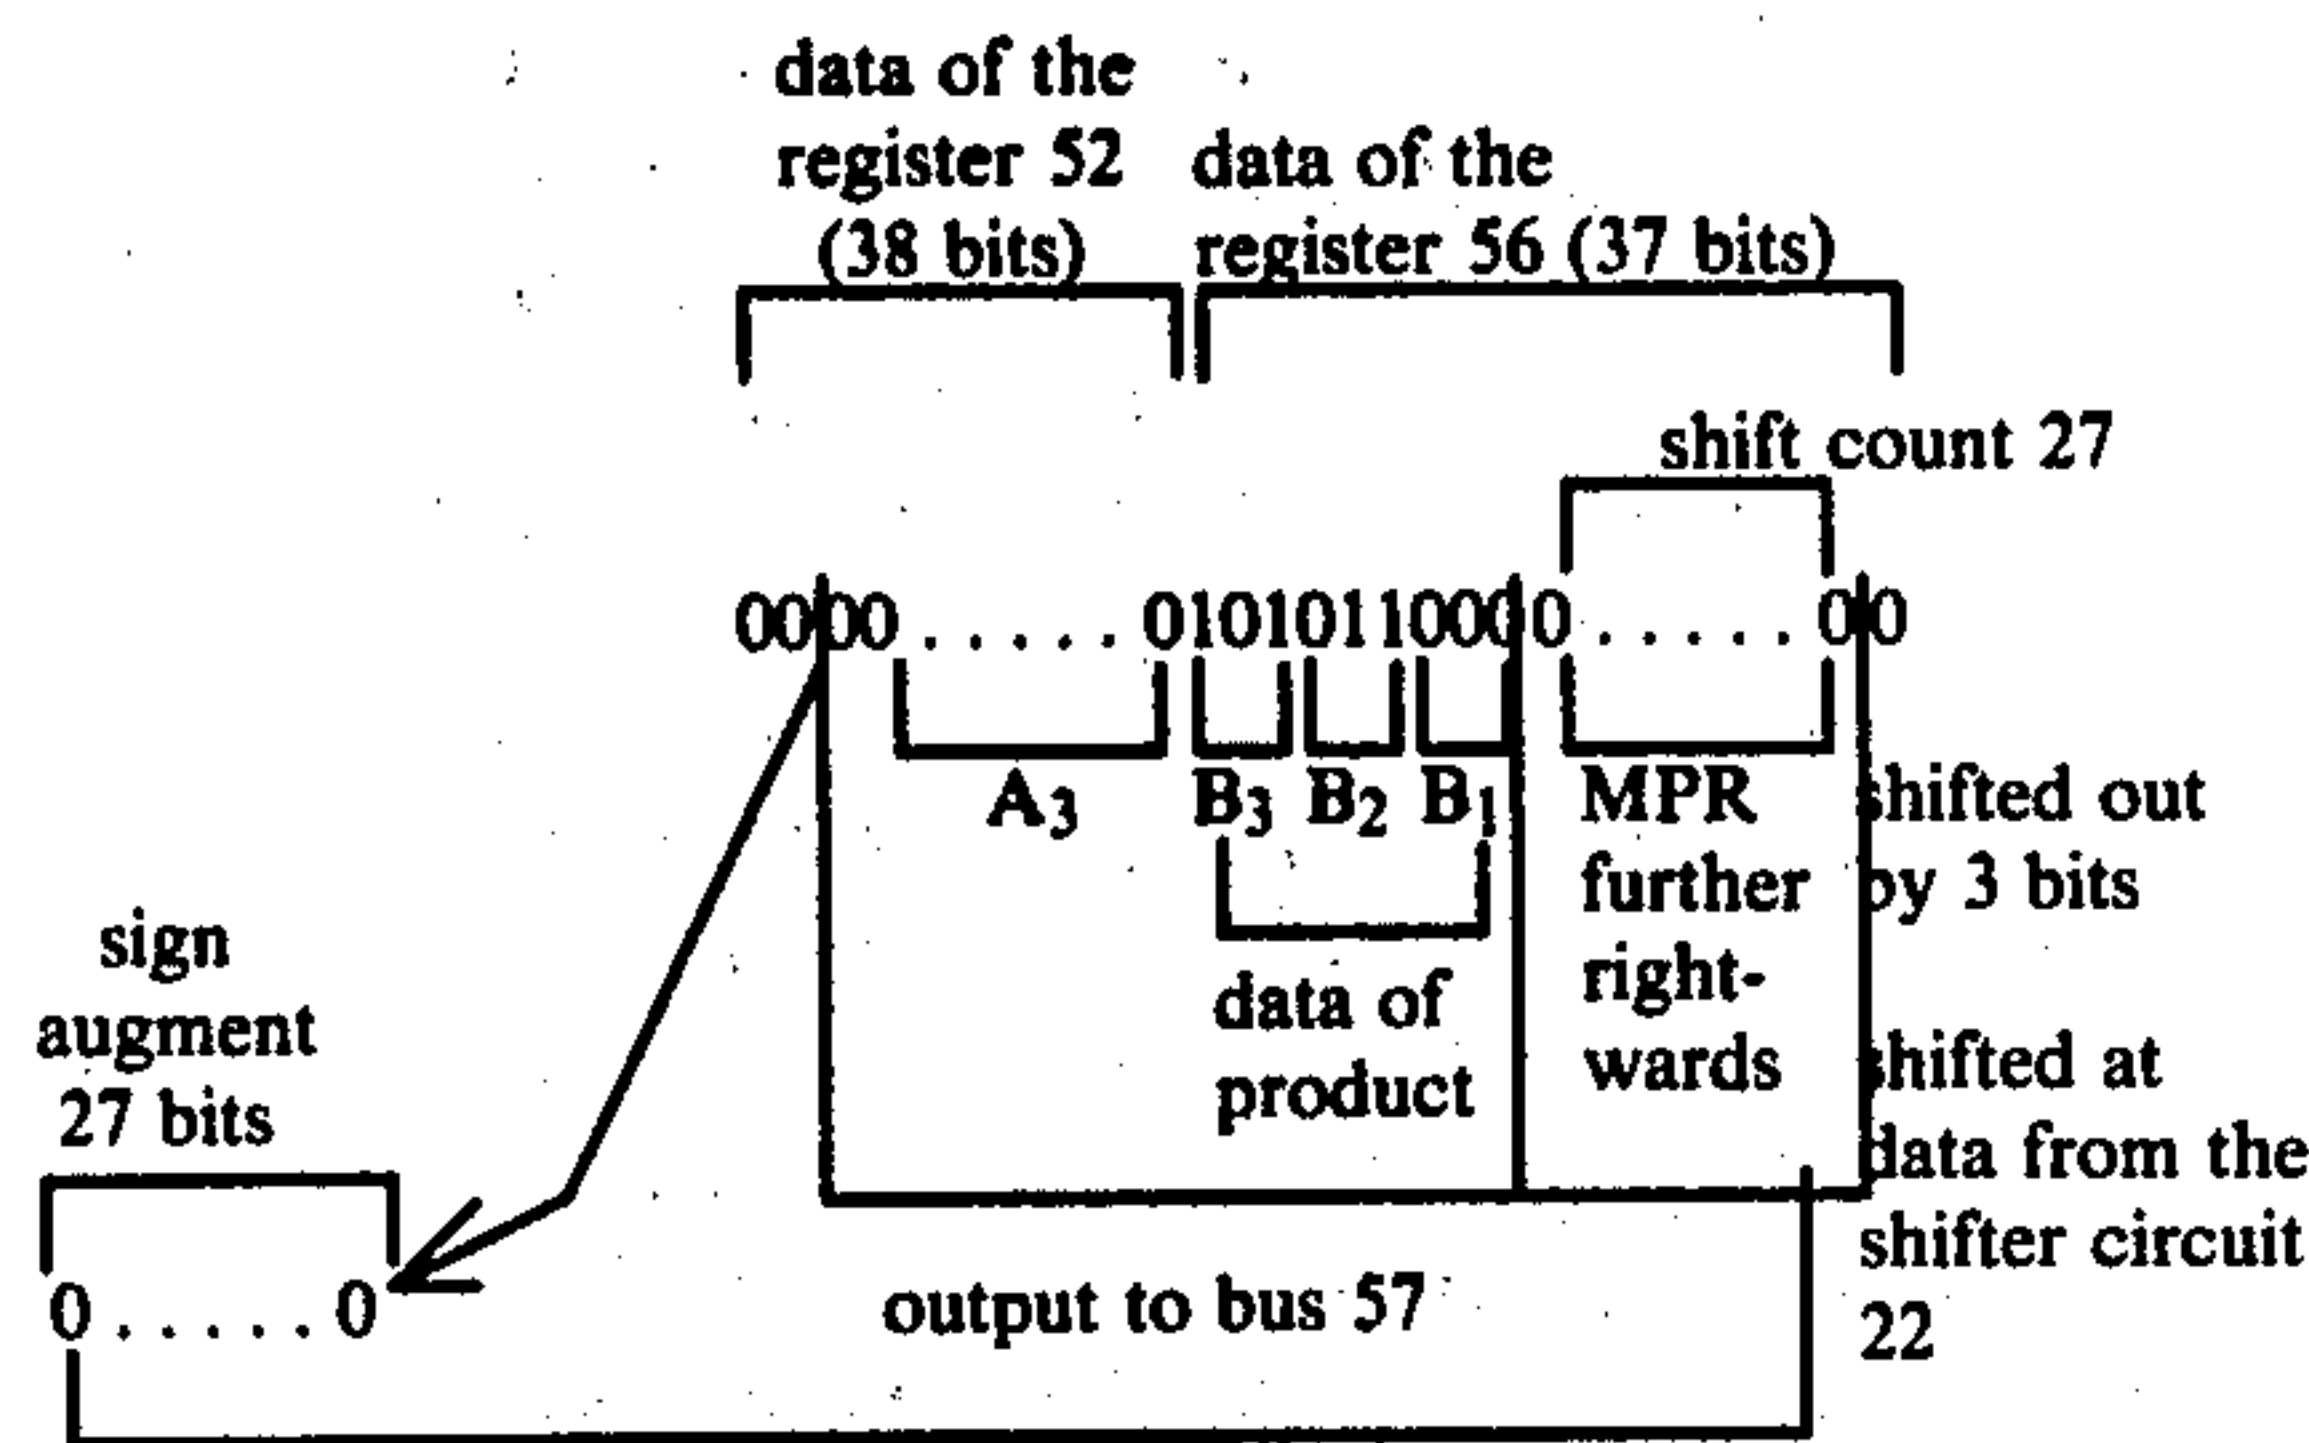 data of the
register 52
(38 bits)
data of the
register 56 (37 bits)
shift count 27
0000.....01010110000.....00
A3
B3
B2
B1
MPR
further
right-
wards
shifted out
by 3 bits
data of
product
sign
augment
27 bits
shifted at
data from the
shifter circuit
22
0.....0
output to bus 57